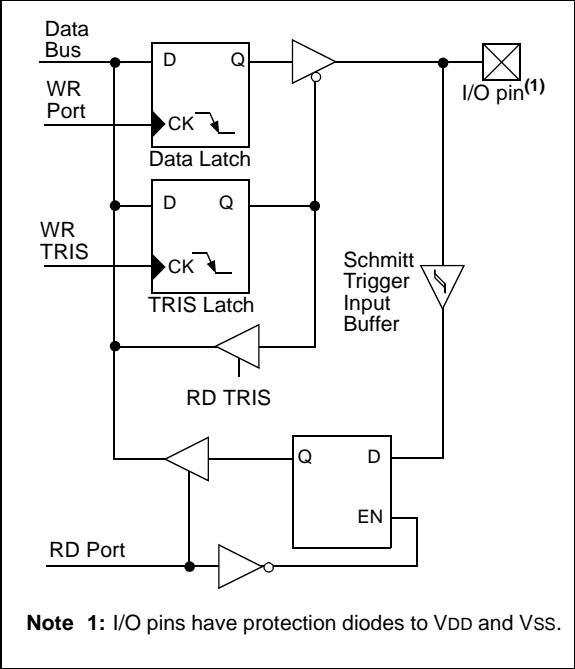 Data
Bus
D
Q
WR
Port
CK
I/O pin(1)
Data Latch
D
Q
WR
TRIS
CK
TRIS Latch
Schmitt
Trigger
Input
Buffer
RD TRIS
Q
D
EN
RD Port
Note 1: I/O pins have protection diodes to VDD and VSS.